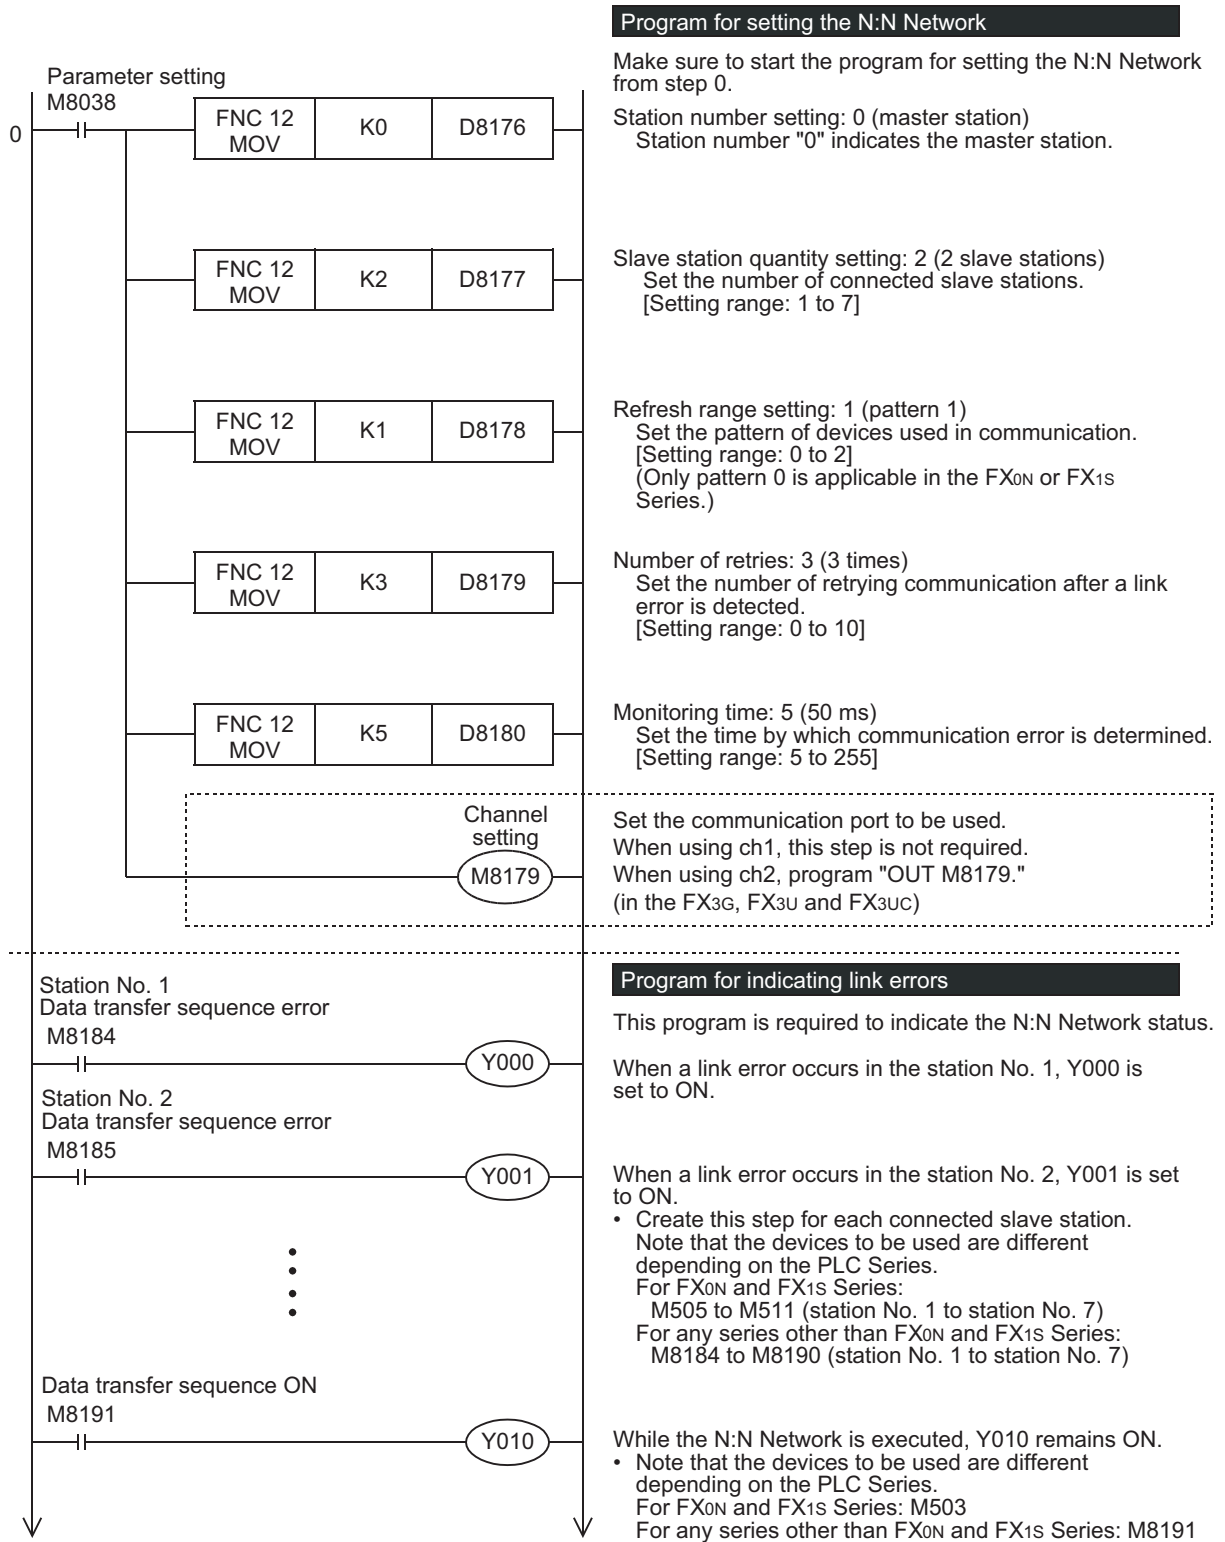 Program for setting the N:N Network
Make sure to start the program for setting the N:N Network
from step 0.
Parameter setting
M8038
0
FNC 12
MOV
K0
D8176
Station number setting: 0 (master station)
Station number "0" indicates the master station.
FNC 12
MOV
K2
D8177
Slave station quantity setting: 2 (2 slave stations)
Set the number of connected slave stations.
[Setting range: 1 to 7]
FNC 12
MOV
K1
D8178
Refresh range setting: 1 (pattern 1)
Set the pattern of devices used in communication.
[Setting range: 0 to 2]
(Only pattern 0 is applicable in the FX0N or FX1S
Series.)
FNC 12
MOV
K3
D8179
Number of retries: 3 (3 times)
Set the number of retrying communication after a link
error is detected.
[Setting range: 0 to 10]
FNC 12
MOV
K5
D8180
Monitoring time: 5 (50 ms)
Set the time by which communication error is determined.
[Setting range: 5 to 255]
Channel
setting
M8179
Set the communication port to be used.
When using ch1, this step is not required.
When using ch2, program "OUT M8179."
(in the FX3G, FX3U and FX3UC)
Program for indicating link errors
This program is required to indicate the N:N Network status.
Station No. 1
Data transfer sequence error
M8184
Y000
When a link error occurs in the station No. 1, Y000 is
set to ON.
Station No. 2
Data transfer sequence error
M8185
Y001
When a link error occurs in the station No. 2, Y001 is set
to ON.
• Create this step for each connected slave station.
Note that the devices to be used are different
depending on the PLC Series.
For FX0N and FX1S Series:
M505 to M511 (station No. 1 to station No. 7)
For any series other than FX0N and FX1S Series:
M8184 to M8190 (station No. 1 to station No. 7)
Data transfer sequence ON
M8191
Y010
While the N:N Network is executed, Y010 remains ON.
• Note that the devices to be used are different
depending on the PLC Series.
For FX0N and FX1S Series: M503
For any series other than FX0N and FX1S Series: M8191